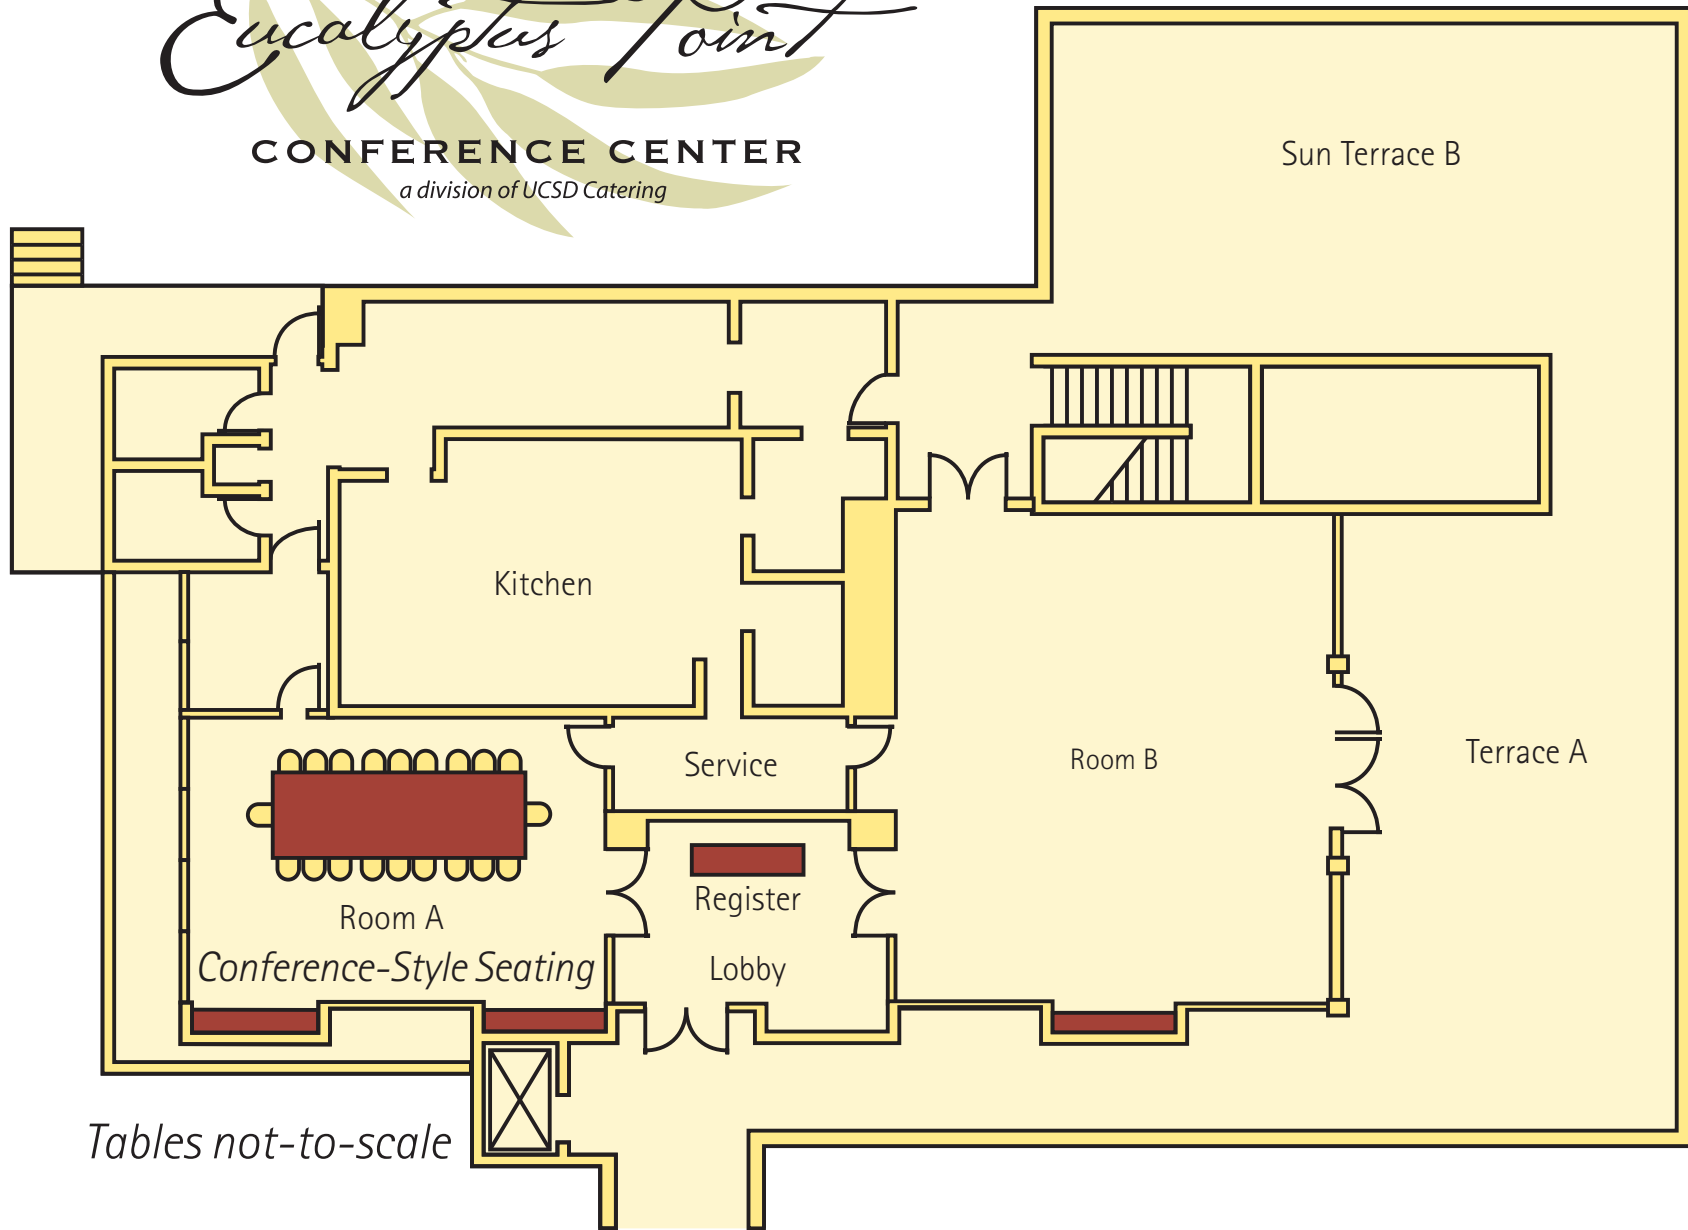 Eucalyptus Point
CONFERENCE CENTER
a division of UCSD Catering
Sun Terrace B
Kitchen
Service
Room B
Terrace A
Register
Room A
Conference-Style Seating
Lobby
Tables not-to-scale